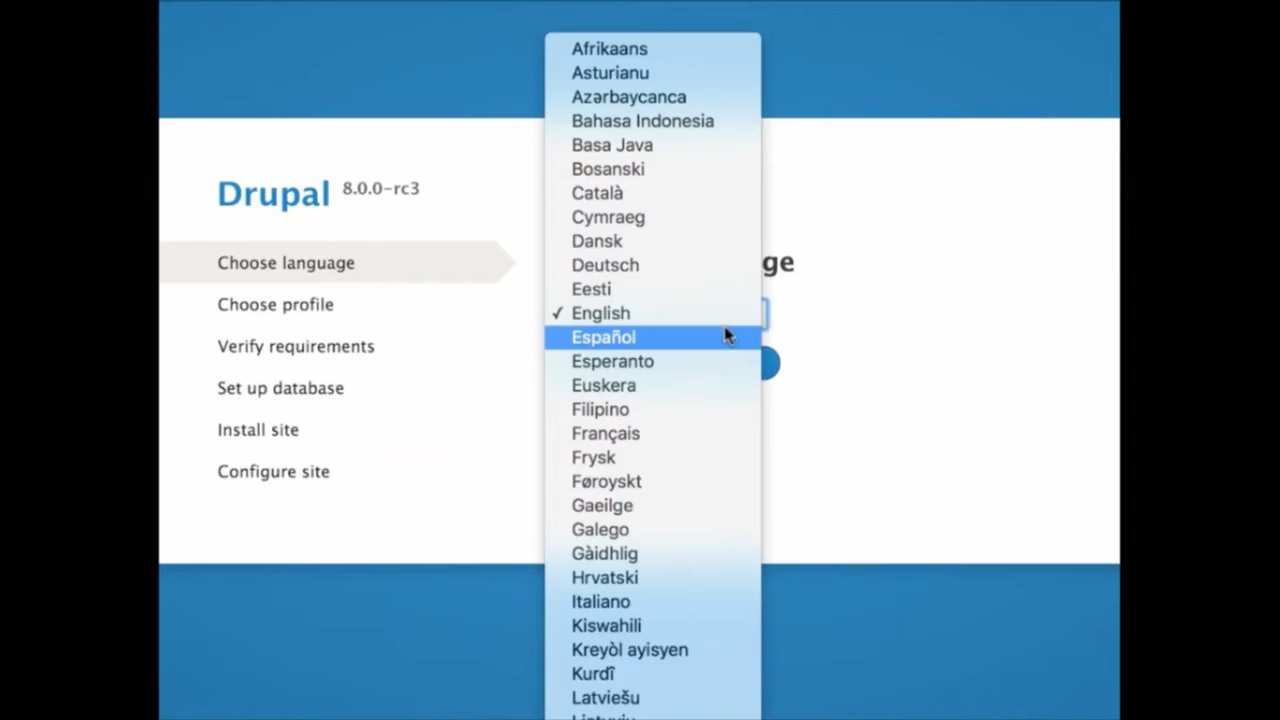 Drupal 8.0.0-rc3
Choose language
Choose profile
Verify requirements
Set up database
Install site
Configure site
Afrikaans
Asturianu
Azərbaycanca
Bahasa Indonesia
Basa Java
Bosanski
Català
Cymraeg
Dansk
Deutsch
Eesti
✓ English
Español
Esperanto
Euskera
Filipino
Français
Frysk
Føroyskt
Gaeilge
Galego
Gàidhlig
Hrvatski
Italiano
Kiswahili
Kreyòl ayisyen
Kurdî
Latviešu
ge